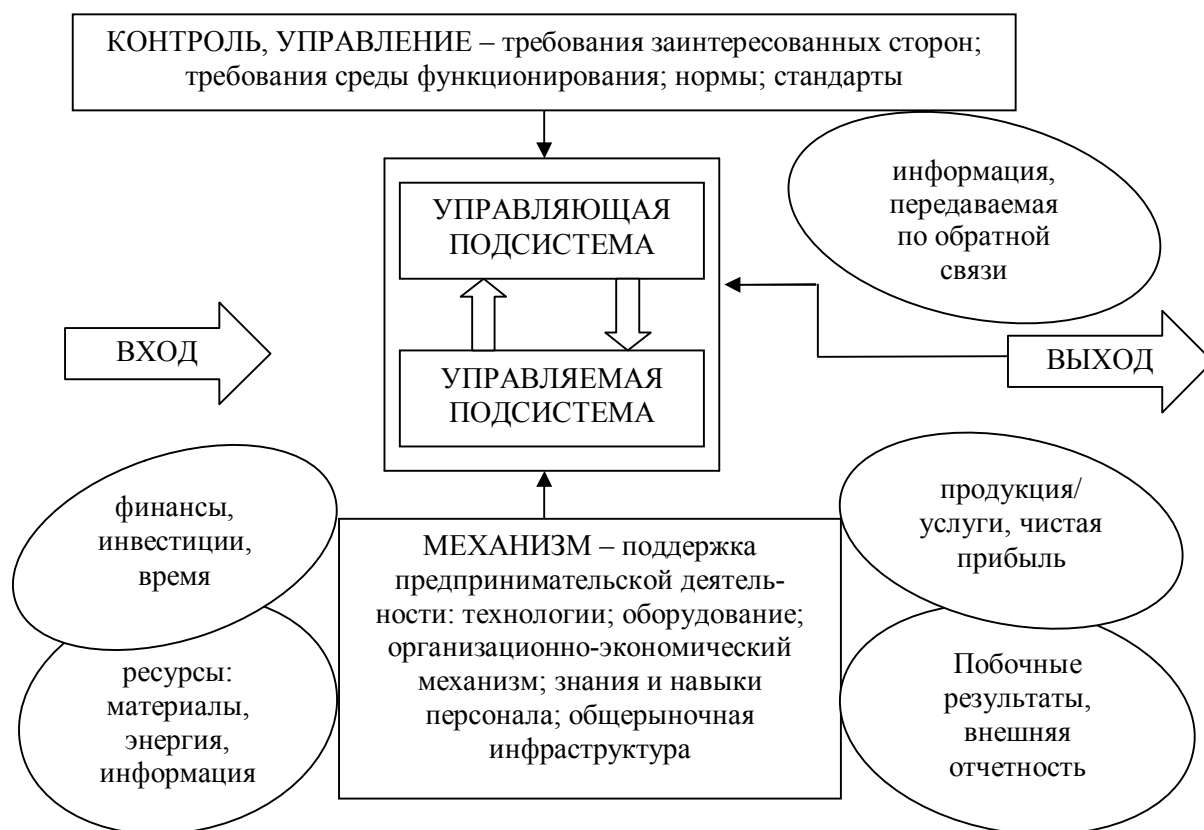 КОНТРОЛЬ, УПРАВЛЕНИЕ – требования заинтересованных сторон;
требования среды функционирования; нормы; стандарты
информация,
передаваемая
по обратной
связи
УПРАВЛЯЮЩАЯ
ПОДСИСТЕМА
ВХОД
УПРАВЛЯЕМАЯ
ПОДСИСТЕМА
ВЫХОД
финансы,
инвестиции,
время
ресурсы:
материалы,
энергия,
информация
МЕХАНИЗМ – поддержка
предпринимательской деятель-
ности: технологии; оборудование;
организационно-экономический
механизм; знания и навыки
персонала; общерыночная
инфраструктура
продукция/
услуги, чистая
прибыль
Побочные
результаты,
внешняя
отчетность